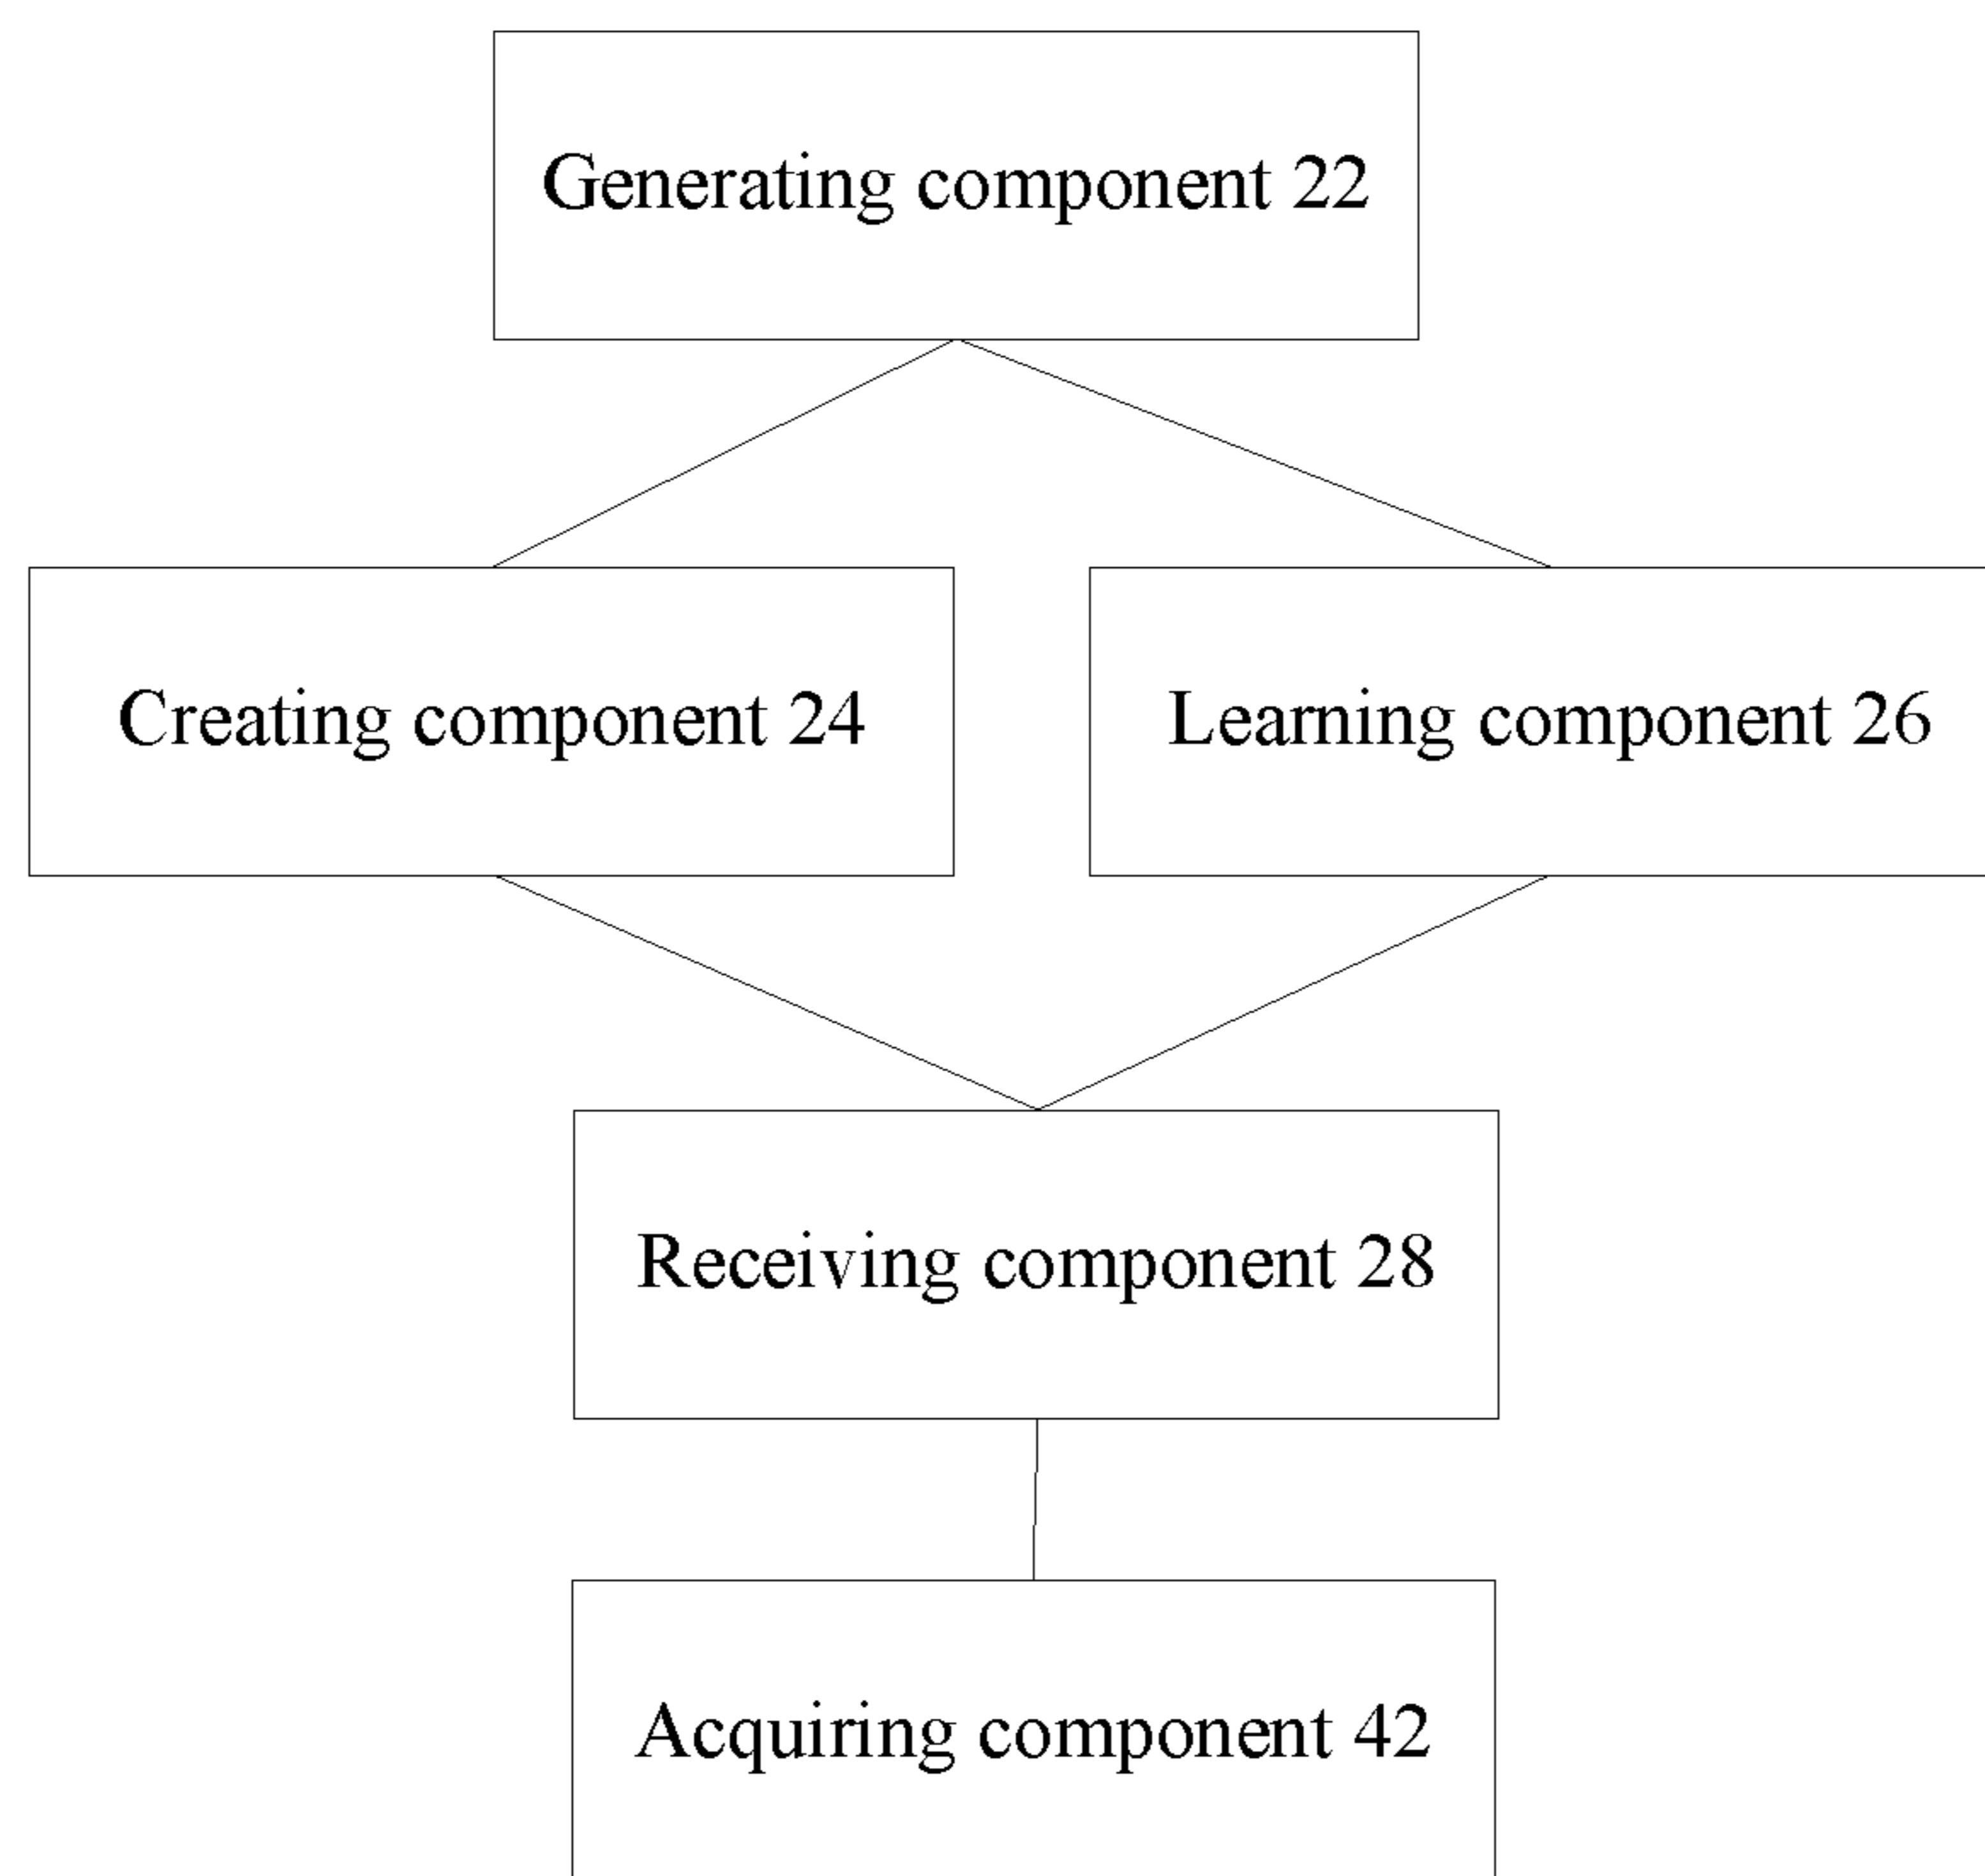 Generating component 22
Creating component 24
Learning component 26
Receiving component 28
Acquiring component 42